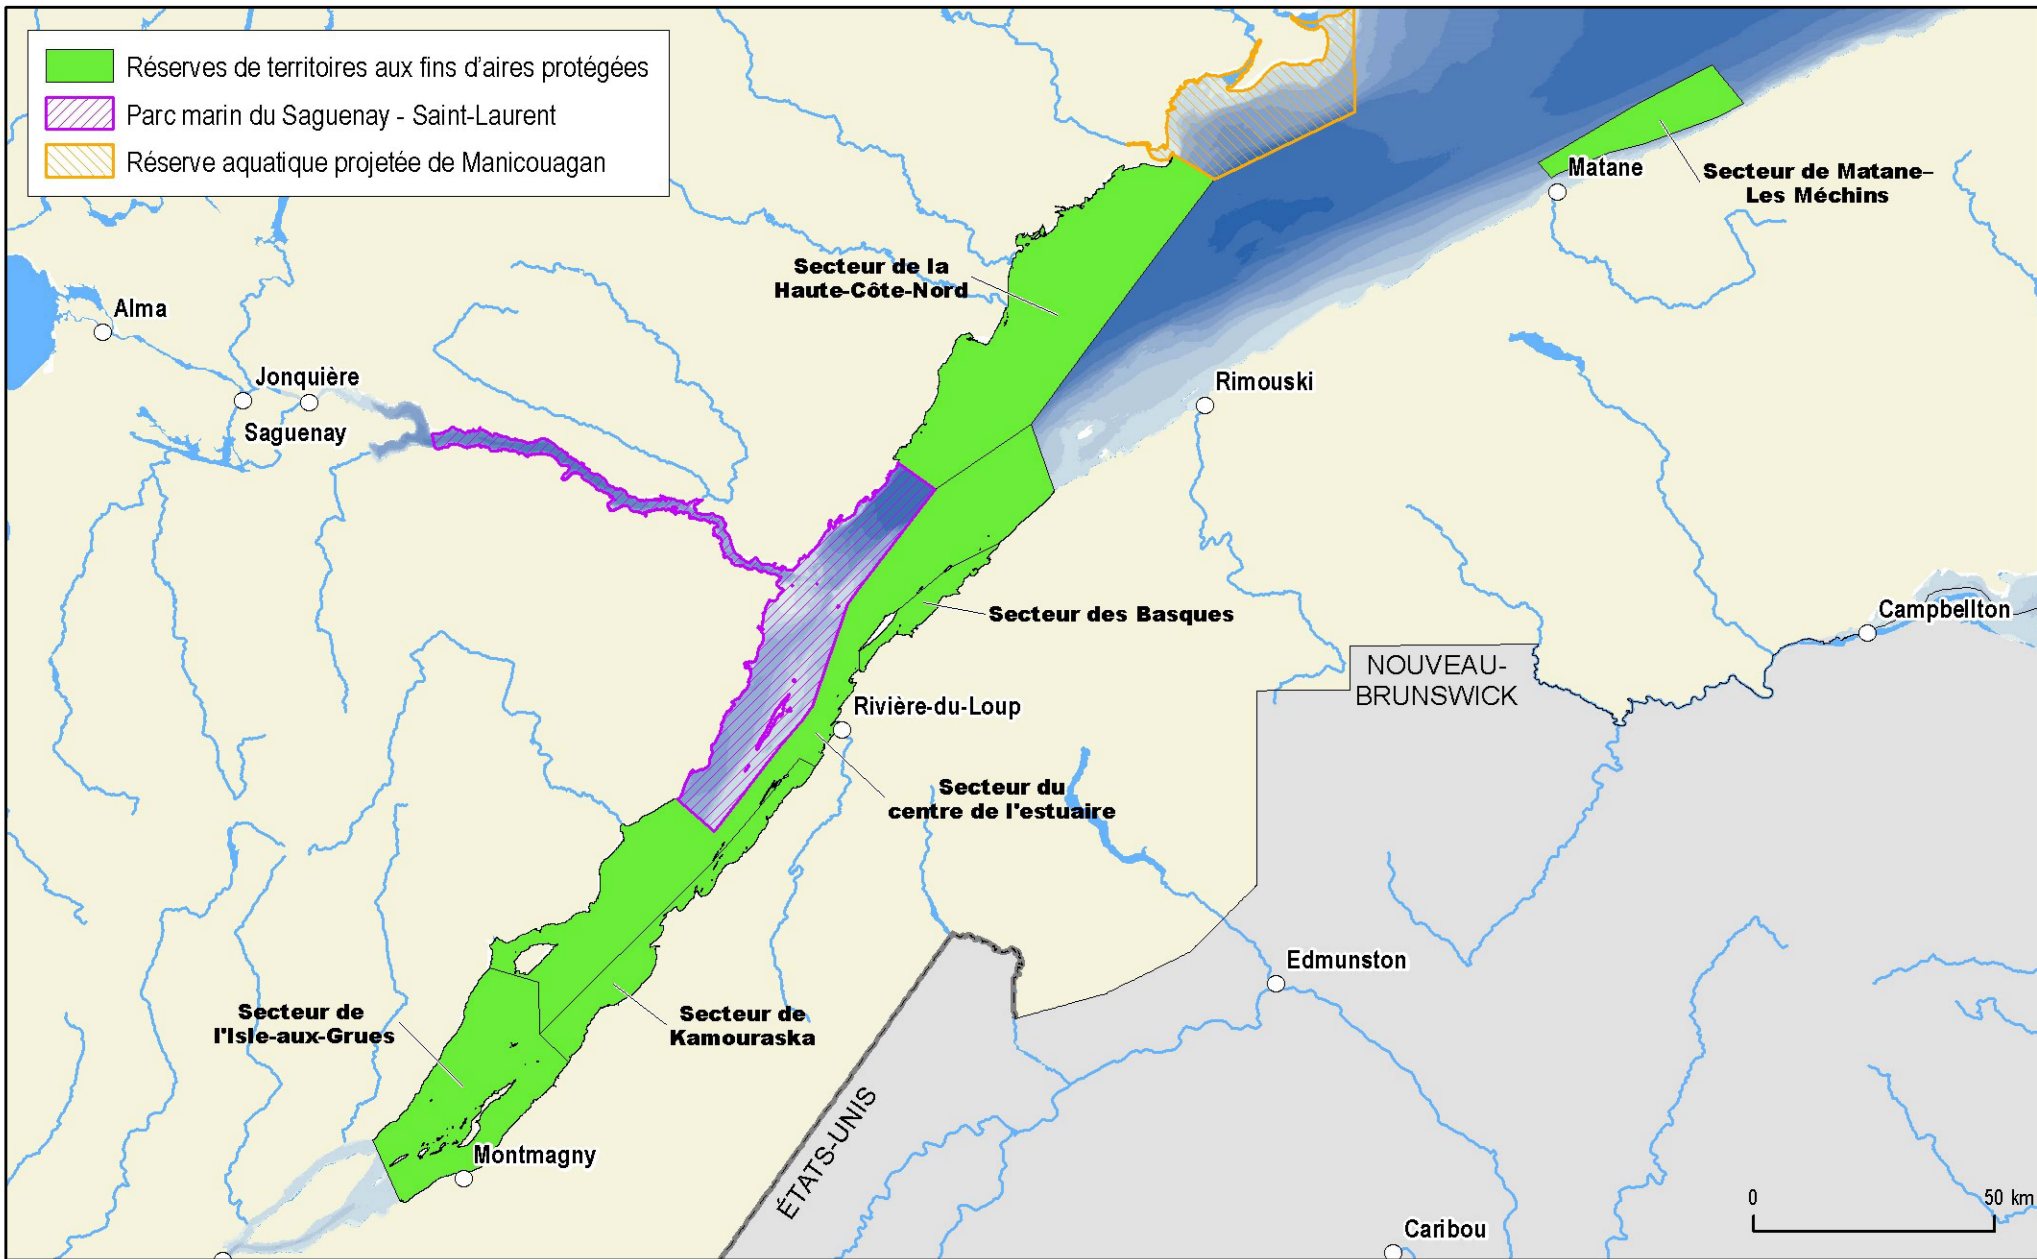 Réserves de territoires aux fins d'aires protégées
Parc marin du Saguenay - Saint-Laurent
Réserve aquatique projetée de Manicouagan
Matane
Secteur de Matane–
Les Méchins
Secteur de la
Haute-Côte-Nord
Alma
Jonquière
Saguenay
Rimouski
Secteur des Basques
Campbellton
NOUVEAU-
BRUNSWICK
Rivière-du-Loup
Secteur du
centre de l'estuaire
Edmunston
Secteur de
l'Isle-aux-Grues
Secteur de
Kamouraska
ÉTATS-UNIS
Montmagny
0
50 km
Caribou